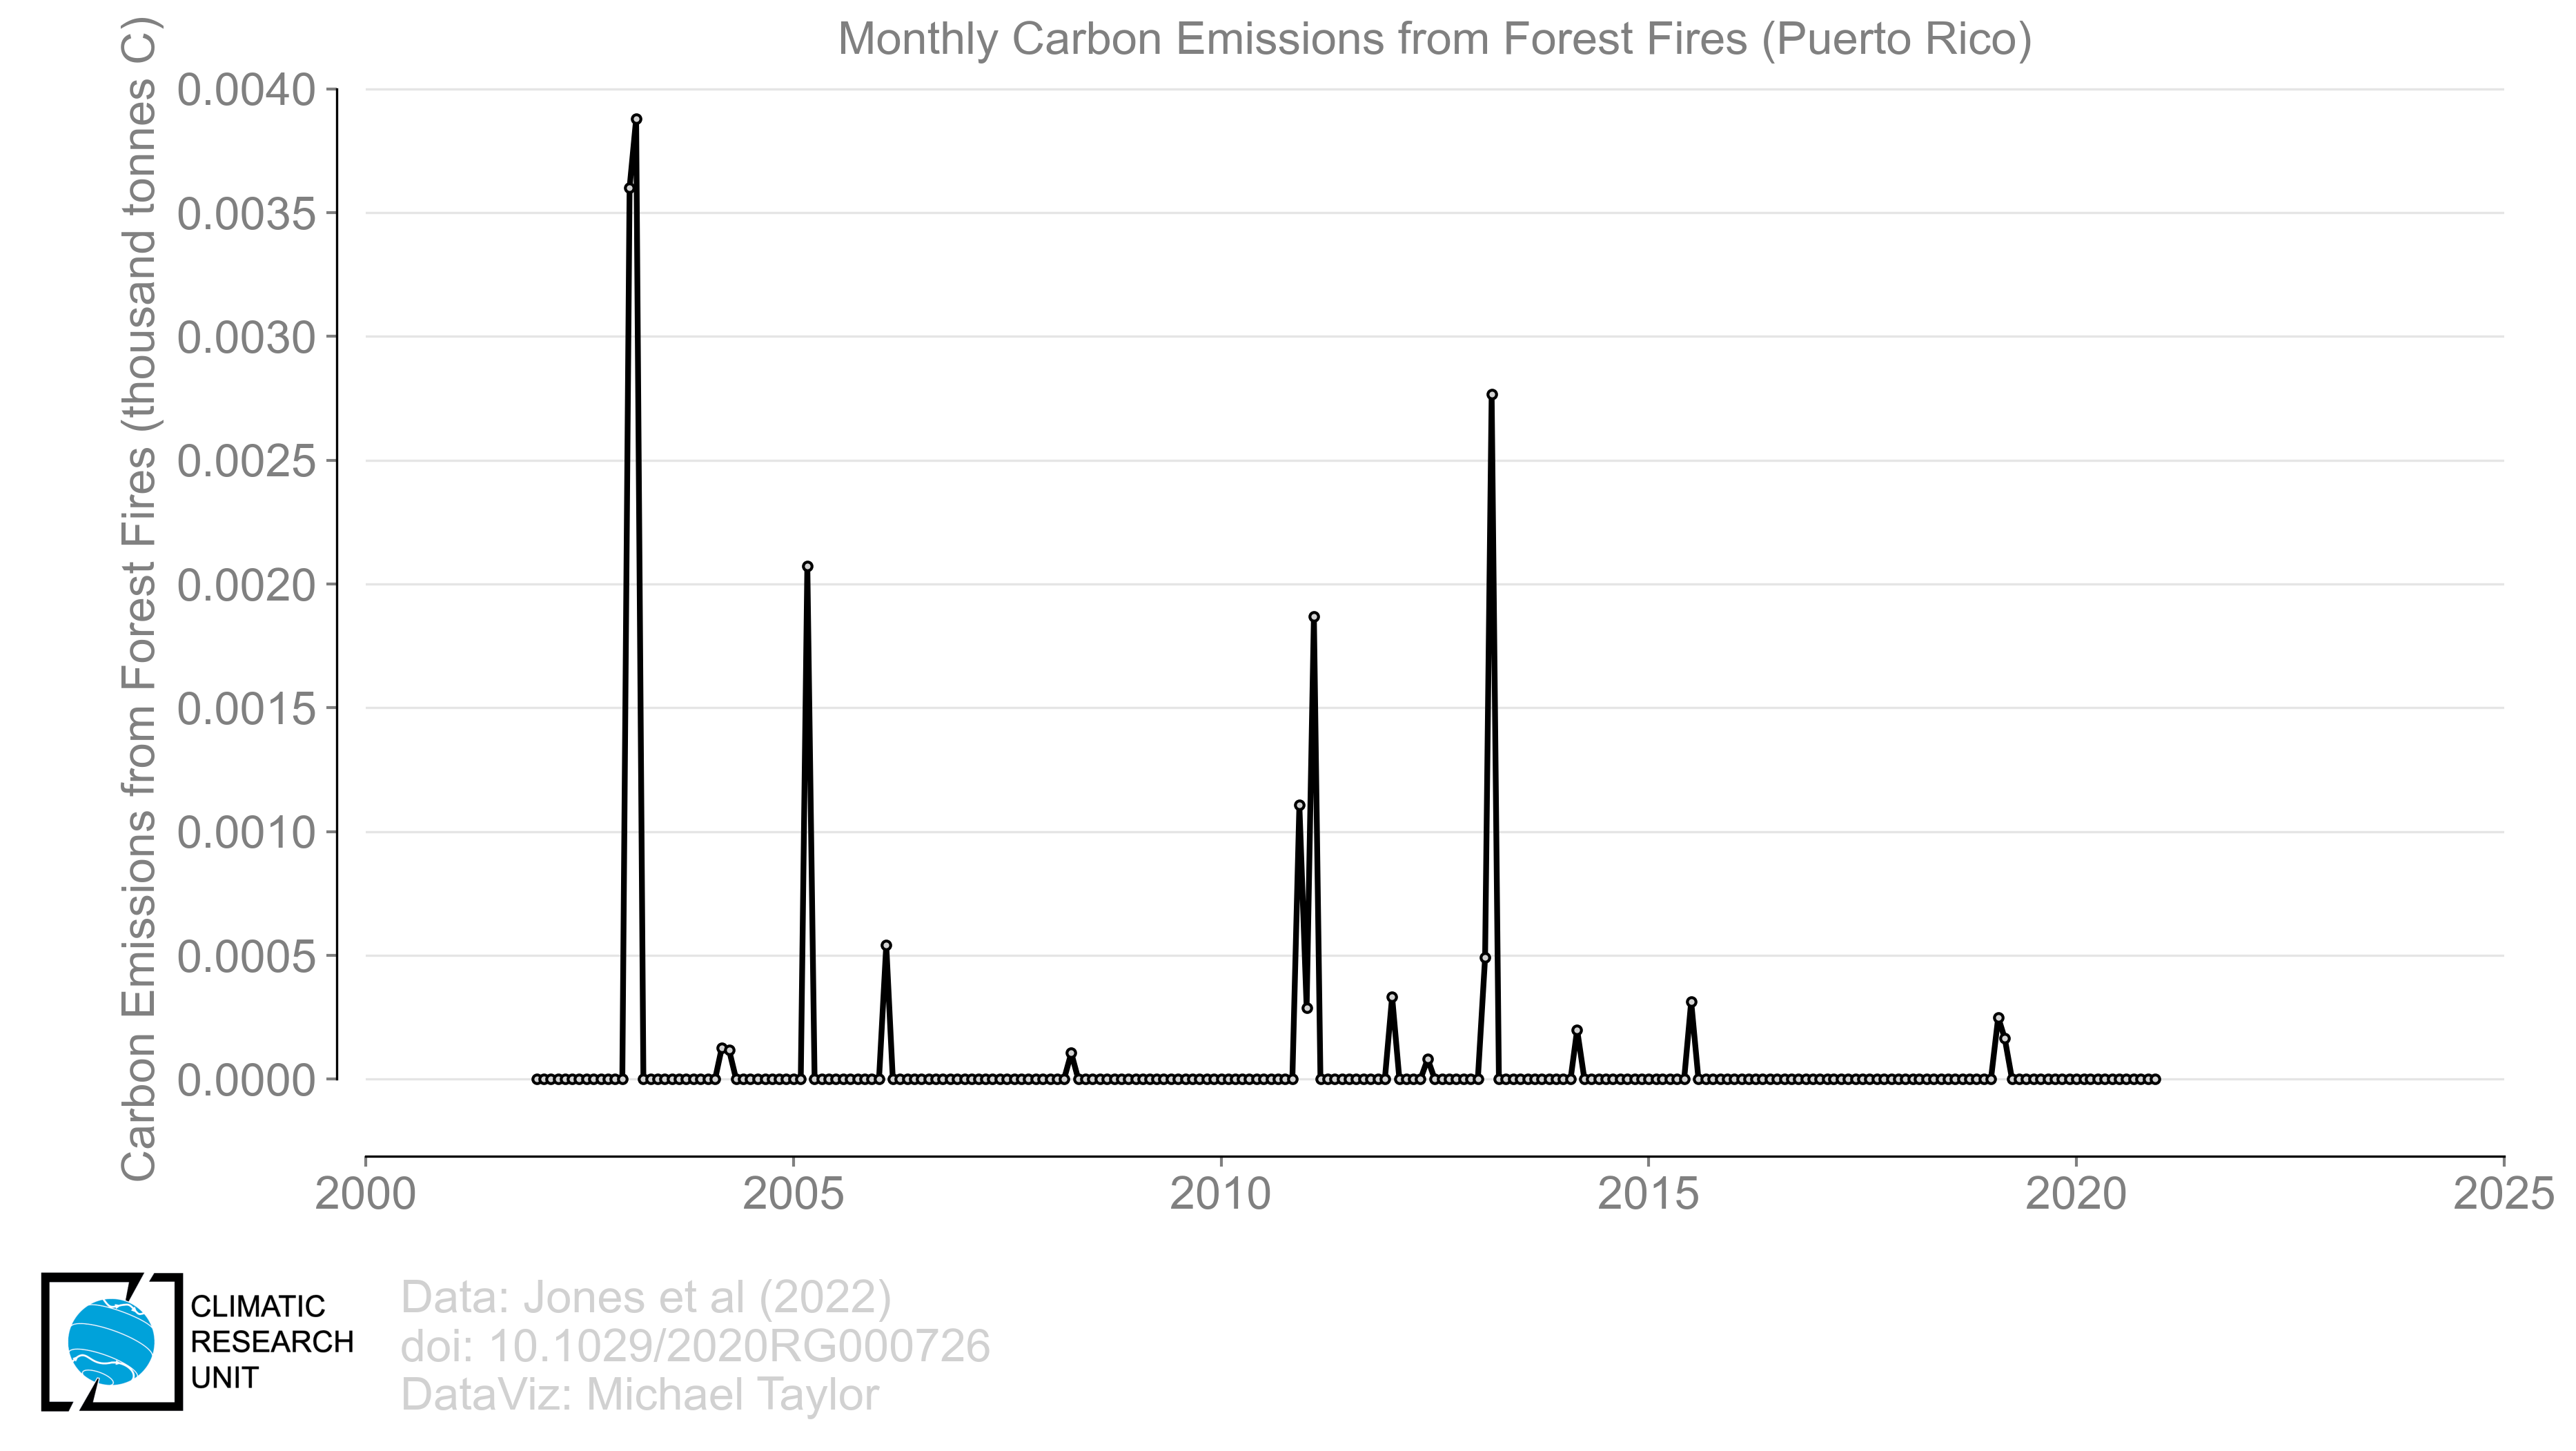 Monthly Carbon Emissions from Forest Fires (Puerto Rico)
Carbon Emissions from Forest Fires (thousand tonnes C)
0.0040
0.0035
0.0030
0.0025
0.0020
0.0015
0.0010
0.0005
0.0000
2000 2005 2010 2015 2020 2025
CLIMATIC
RESEARCH
UNIT
Data: Jones et al (2022)
doi: 10.1029/2020RG000726
DataViz: Michael Taylor